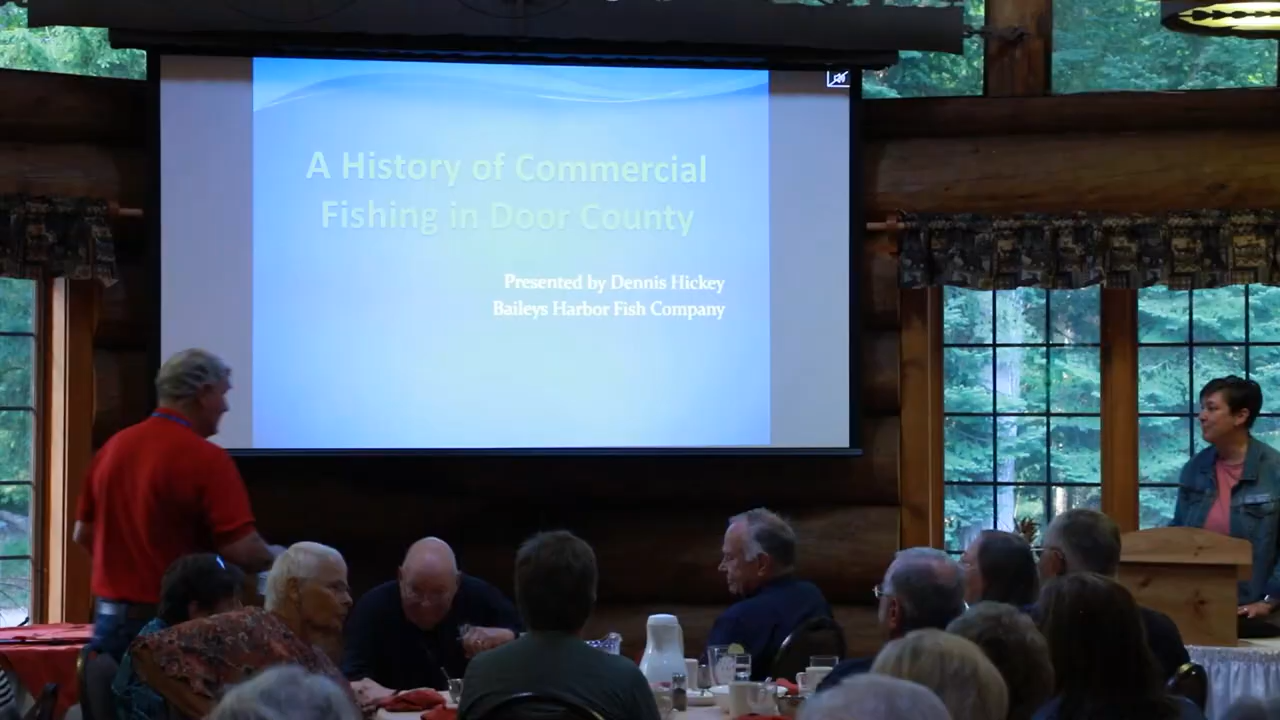 A History of Commercial
Fishing in Door County
Presented by Dennis Hickey
Baileys Harbor Fish Company